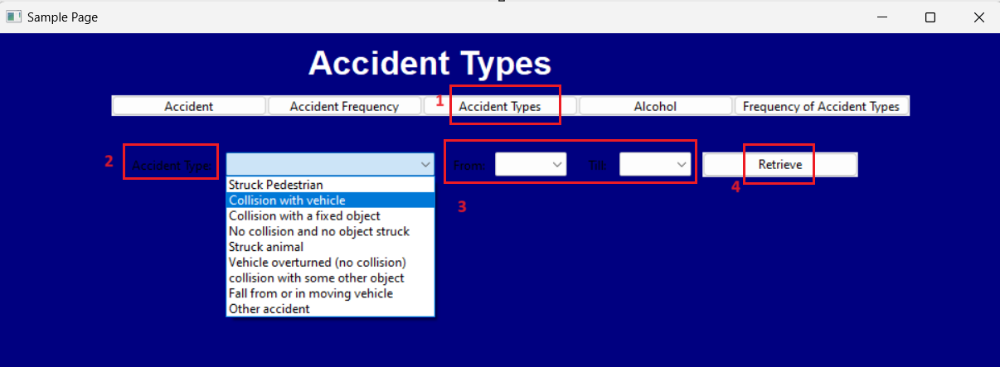 Sample Page
Accident Types
Accident Accident Frequency 1 Accident Types Alcohol Frequency of Accident Types
2 Accident Type: From: Till: Retrieve
4
3
Struck Pedestrian
Collision with vehicle
Collision with a fixed object
No collision and no object struck
Struck animal
Vehicle overturned (no collision)
collision with some other object
Fall from or in moving vehicle
Other accident